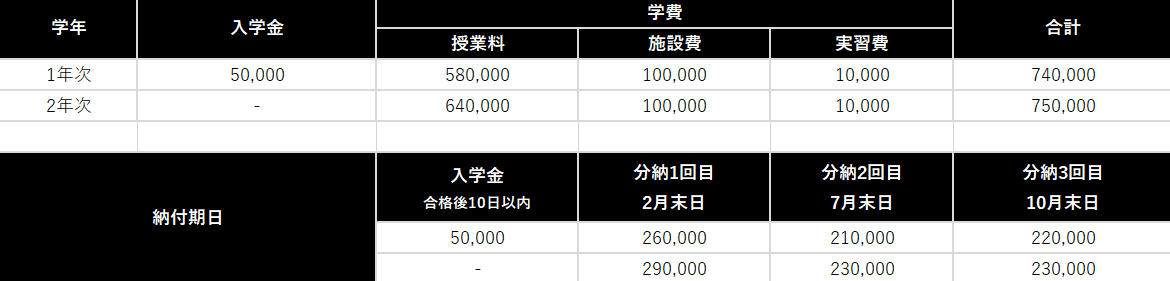 学年 入学金 学費 合計
授業料 施設費 実習費
1年次 50,000 580,000 100,000 10,000 740,000
2年次 - 640,000 100,000 10,000 750,000
納付期日 入学金 分納1回目 分納2回目 分納3回目
合格後10日以内 2月末日 7月末日 10月末日
50,000 260,000 210,000 220,000
- 290,000 230,000 230,000